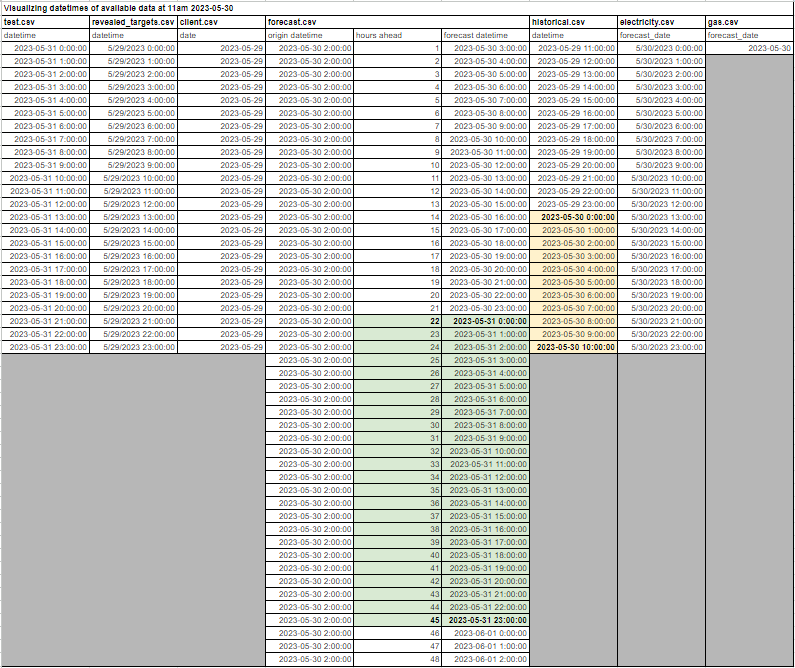 Visualizing datetimes of available data at 11am 2023-05-30
test.csv revealed_targets.csv client.csv forecast.csv historical.csv electricity.csv gas.csv
datetime datetime date origin datetime hours ahead forecast datetime datetime forecast_date forecast_date
2023-05-31 0:00:00 5/29/2023 0:00:00 2023-05-29 2023-05-30 2:00:00 1 2023-05-30 3:00:00 2023-05-29 11:00:00 5/30/2023 0:00:00 2023-05-30
2023-05-31 1:00:00 5/29/2023 1:00:00 2023-05-29 2023-05-30 2:00:00 2 2023-05-30 4:00:00 2023-05-29 12:00:00 5/30/2023 1:00:00
2023-05-31 2:00:00 5/29/2023 2:00:00 2023-05-29 2023-05-30 2:00:00 3 2023-05-30 5:00:00 2023-05-29 13:00:00 5/30/2023 2:00:00
2023-05-31 3:00:00 5/29/2023 3:00:00 2023-05-29 2023-05-30 2:00:00 4 2023-05-30 6:00:00 2023-05-29 14:00:00 5/30/2023 3:00:00
2023-05-31 4:00:00 5/29/2023 4:00:00 2023-05-29 2023-05-30 2:00:00 5 2023-05-30 7:00:00 2023-05-29 15:00:00 5/30/2023 4:00:00
2023-05-31 5:00:00 5/29/2023 5:00:00 2023-05-29 2023-05-30 2:00:00 6 2023-05-30 8:00:00 2023-05-29 16:00:00 5/30/2023 5:00:00
2023-05-31 6:00:00 5/29/2023 6:00:00 2023-05-29 2023-05-30 2:00:00 7 2023-05-30 9:00:00 2023-05-29 17:00:00 5/30/2023 6:00:00
2023-05-31 7:00:00 5/29/2023 7:00:00 2023-05-29 2023-05-30 2:00:00 8 2023-05-30 10:00:00 2023-05-29 18:00:00 5/30/2023 7:00:00
2023-05-31 8:00:00 5/29/2023 8:00:00 2023-05-29 2023-05-30 2:00:00 9 2023-05-30 11:00:00 2023-05-29 19:00:00 5/30/2023 8:00:00
2023-05-31 9:00:00 5/29/2023 9:00:00 2023-05-29 2023-05-30 2:00:00 10 2023-05-30 12:00:00 2023-05-29 20:00:00 5/30/2023 9:00:00
2023-05-31 10:00:00 5/29/2023 10:00:00 2023-05-29 2023-05-30 2:00:00 11 2023-05-30 13:00:00 2023-05-29 21:00:00 5/30/2023 10:00:00
2023-05-31 11:00:00 5/29/2023 11:00:00 2023-05-29 2023-05-30 2:00:00 12 2023-05-30 14:00:00 2023-05-29 22:00:00 5/30/2023 11:00:00
2023-05-31 12:00:00 5/29/2023 12:00:00 2023-05-29 2023-05-30 2:00:00 13 2023-05-30 15:00:00 2023-05-29 23:00:00 5/30/2023 12:00:00
2023-05-31 13:00:00 5/29/2023 13:00:00 2023-05-29 2023-05-30 2:00:00 14 2023-05-30 16:00:00 2023-05-30 0:00:00 5/30/2023 13:00:00
2023-05-31 14:00:00 5/29/2023 14:00:00 2023-05-29 2023-05-30 2:00:00 15 2023-05-30 17:00:00 2023-05-30 1:00:00 5/30/2023 14:00:00
2023-05-31 15:00:00 5/29/2023 15:00:00 2023-05-29 2023-05-30 2:00:00 16 2023-05-30 18:00:00 2023-05-30 2:00:00 5/30/2023 15:00:00
2023-05-31 16:00:00 5/29/2023 16:00:00 2023-05-29 2023-05-30 2:00:00 17 2023-05-30 19:00:00 2023-05-30 3:00:00 5/30/2023 16:00:00
2023-05-31 17:00:00 5/29/2023 17:00:00 2023-05-29 2023-05-30 2:00:00 18 2023-05-30 20:00:00 2023-05-30 4:00:00 5/30/2023 17:00:00
2023-05-31 18:00:00 5/29/2023 18:00:00 2023-05-29 2023-05-30 2:00:00 19 2023-05-30 21:00:00 2023-05-30 5:00:00 5/30/2023 18:00:00
2023-05-31 19:00:00 5/29/2023 19:00:00 2023-05-29 2023-05-30 2:00:00 20 2023-05-30 22:00:00 2023-05-30 6:00:00 5/30/2023 19:00:00
2023-05-31 20:00:00 5/29/2023 20:00:00 2023-05-29 2023-05-30 2:00:00 21 2023-05-30 23:00:00 2023-05-30 7:00:00 5/30/2023 20:00:00
2023-05-31 21:00:00 5/29/2023 21:00:00 2023-05-29 2023-05-30 2:00:00 22 2023-05-31 0:00:00 2023-05-30 8:00:00 5/30/2023 21:00:00
2023-05-31 22:00:00 5/29/2023 22:00:00 2023-05-29 2023-05-30 2:00:00 23 2023-05-31 1:00:00 2023-05-30 9:00:00 5/30/2023 22:00:00
2023-05-31 23:00:00 5/29/2023 23:00:00 2023-05-29 2023-05-30 2:00:00 24 2023-05-31 2:00:00 2023-05-30 10:00:00 5/30/2023 23:00:00
2023-05-30 2:00:00 25 2023-05-31 3:00:00
2023-05-30 2:00:00 26 2023-05-31 4:00:00
2023-05-30 2:00:00 27 2023-05-31 5:00:00
2023-05-30 2:00:00 28 2023-05-31 6:00:00
2023-05-30 2:00:00 29 2023-05-31 7:00:00
2023-05-30 2:00:00 30 2023-05-31 8:00:00
2023-05-30 2:00:00 31 2023-05-31 9:00:00
2023-05-30 2:00:00 32 2023-05-31 10:00:00
2023-05-30 2:00:00 33 2023-05-31 11:00:00
2023-05-30 2:00:00 34 2023-05-31 12:00:00
2023-05-30 2:00:00 35 2023-05-31 13:00:00
2023-05-30 2:00:00 36 2023-05-31 14:00:00
2023-05-30 2:00:00 37 2023-05-31 15:00:00
2023-05-30 2:00:00 38 2023-05-31 16:00:00
2023-05-30 2:00:00 39 2023-05-31 17:00:00
2023-05-30 2:00:00 40 2023-05-31 18:00:00
2023-05-30 2:00:00 41 2023-05-31 19:00:00
2023-05-30 2:00:00 42 2023-05-31 20:00:00
2023-05-30 2:00:00 43 2023-05-31 21:00:00
2023-05-30 2:00:00 44 2023-05-31 22:00:00
2023-05-30 2:00:00 45 2023-05-31 23:00:00
2023-05-30 2:00:00 46 2023-06-01 0:00:00
2023-05-30 2:00:00 47 2023-06-01 1:00:00
2023-05-30 2:00:00 48 2023-06-01 2:00:00